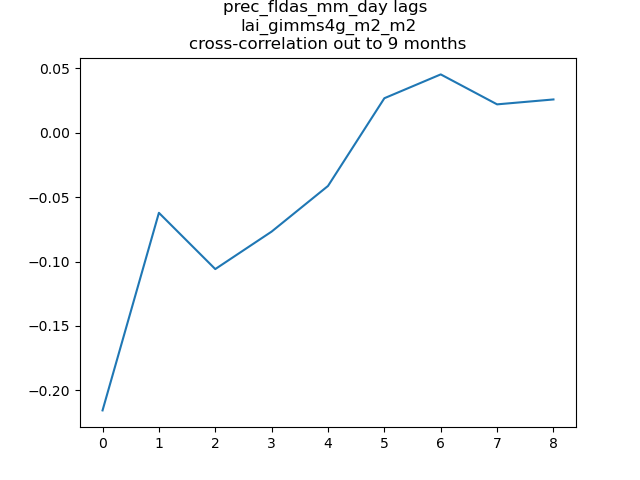 prec_fldas_mm_day lags
lai_gimms4g_m2_m2
cross-correlation out to 9 months
0.05
0.00
−0.05
−0.10
−0.15
−0.20
0 1 2 3 4 5 6 7 8